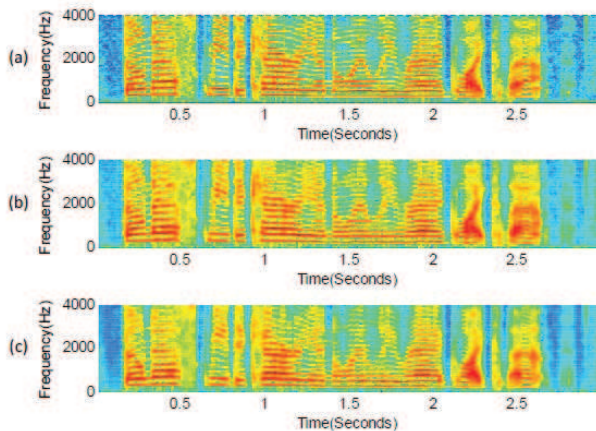 (a)
Frequency(Hz)
4000
2000
0
0.5 1 1.5 2 2.5
Time(Seconds)
(b)
Frequency(Hz)
4000
2000
0
0.5 1 1.5 2 2.5
Time(Seconds)
(c)
Frequency(Hz)
4000
2000
0
0.5 1 1.5 2 2.5
Time(Seconds)